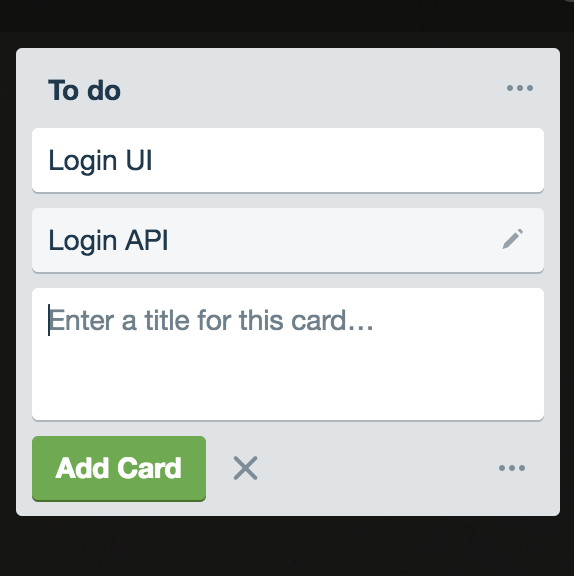 To do
Login UI
Login API
Enter a title for this card…
Add Card